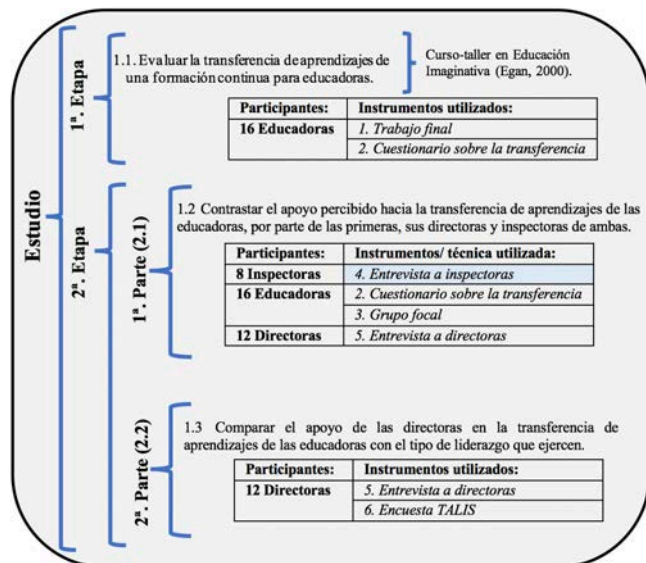 Estudio
1ª. Etapa
1.1. Evaluar la transferencia de aprendizajes de
una formación continua para educadoras.
Curso-taller en Educación
Imaginativa (Egan, 2000).
Participantes: Instrumentos utilizados:
16 Educadoras 1. Trabajo final
2. Cuestionario sobre la transferencia
2ª. Etapa
1ª. Parte (2.1)
1.2 Contrastar el apoyo percibido hacia la transferencia de aprendizajes de las
educadoras, por parte de las primeras, sus directoras y inspectoras de ambas.
Participantes: Instrumentos/ técnica utilizada:
8 Inspectoras 4. Entrevista a inspectoras
16 Educadoras 2. Cuestionario sobre la transferencia
3. Grupo focal
12 Directoras 5. Entrevista a directoras
2ª. Parte (2.2)
1.3 Comparar el apoyo de las directoras en la transferencia de
aprendizajes de las educadoras con el tipo de liderazgo que ejercen.
Participantes: Instrumentos utilizados:
12 Directoras 5. Entrevista a directoras
6. Encuesta TALIS